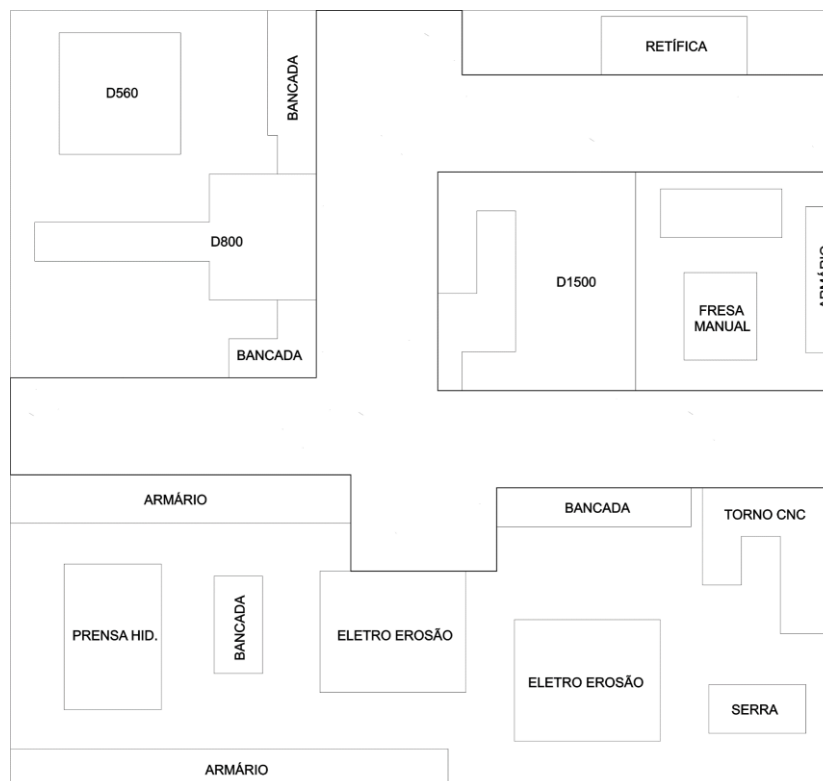 RETÍFICA
D560
BANCADA
D800
D1500
ARMÁRIO
FRESA
MANUAL
BANCADA
ARMÁRIO
BANCADA
TORNO CNC
PRENSA HID.
BANCADA
ELETRO EROSÃO
ELETRO EROSÃO
SERRA
ARMÁRIO